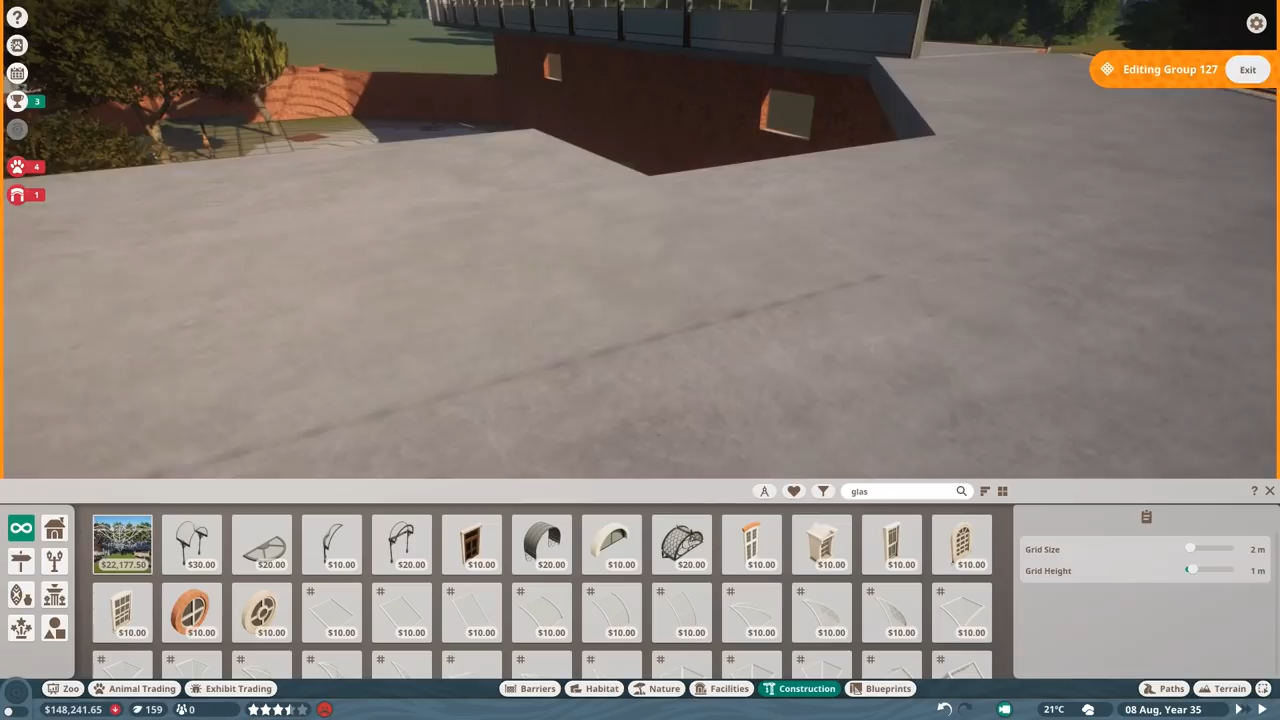 ?
Editing Group 127
Exit
3
4
1
glas
?
$22,177.50
$30.00
$20.00
$10.00
$20.00
$10.00
$20.00
$10.00
$20.00
$10.00
$10.00
$10.00
$10.00
Grid Size
2 m
Grid Height
1 m
$10.00
$10.00
$10.00
$10.00
$10.00
$10.00
$10.00
$10.00
$10.00
$10.00
$10.00
$10.00
$10.00
Zoo
Animal Trading
Exhibit Trading
Barriers
Habitat
Nature
Facilities
Construction
Blueprints
Paths
Terrain
$148,241.65
159
0
21°C
08 Aug, Year 35